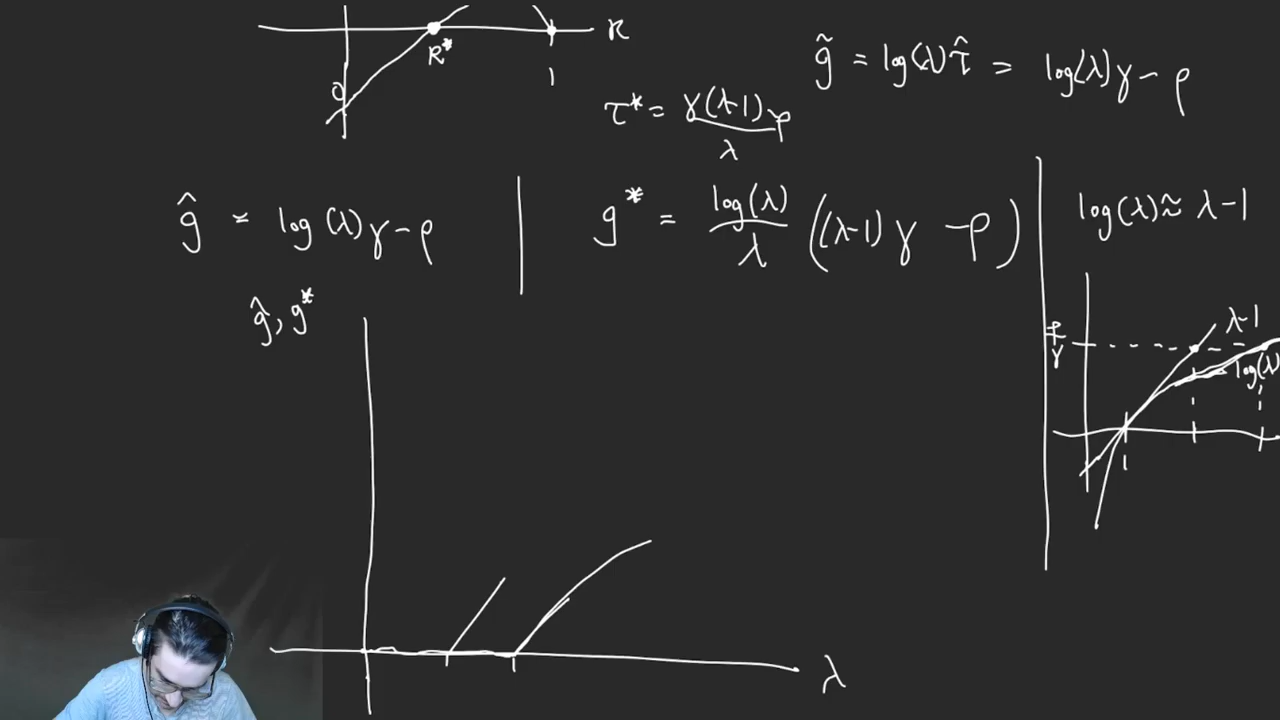 R
R*
0
1
g̃ = log(λ)τ̂ = log(λ)γ − ρ
τ* = γ(λ-1)-ρ / λ
ĝ = log(λ)γ − ρ
g* = log(λ)/λ ((λ-1)γ − ρ)
log(λ) ≈ λ − 1
ĝ, g*
λ-1
ρ/γ
log(λ)
1
λ